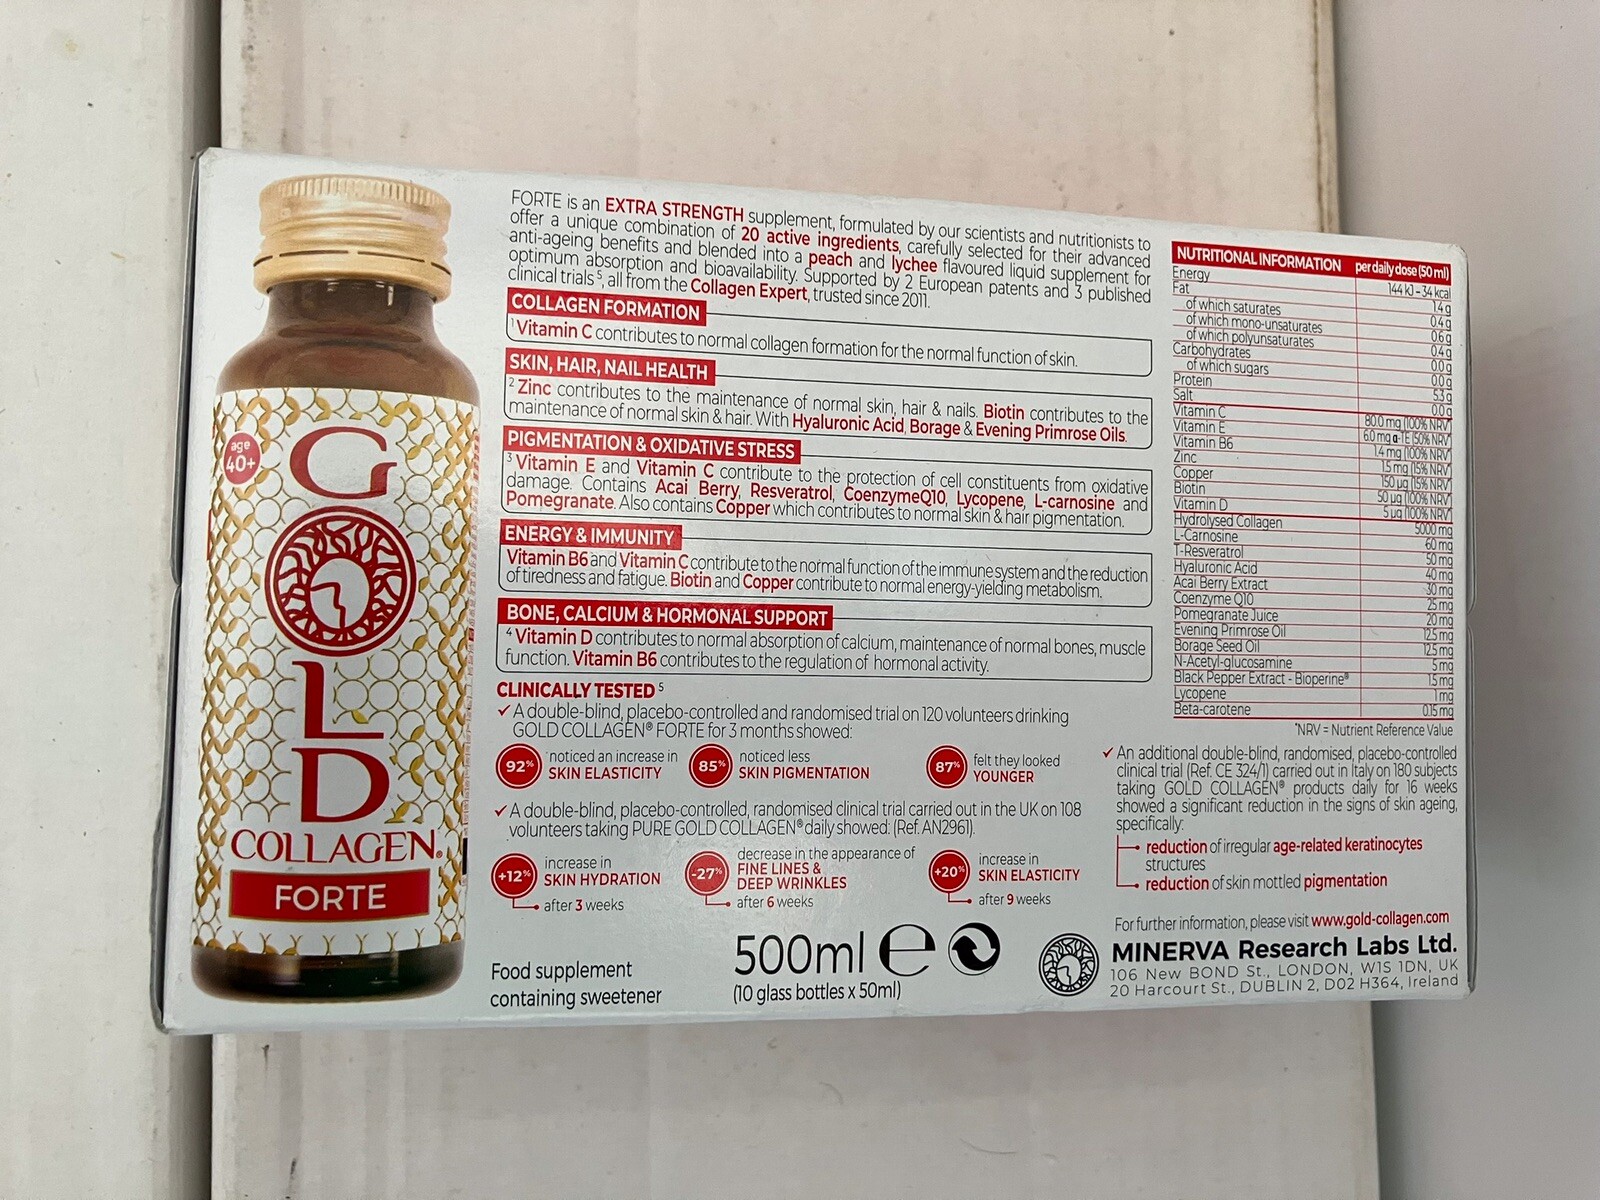 age
40+
GOLD
COLLAGEN®
FORTE
FORTE is an EXTRA STRENGTH supplement, formulated by our scientists and nutritionists to
offer a unique combination of 20 active ingredients, carefully selected for their advanced
anti-ageing benefits and blended into a peach and lychee flavoured liquid supplement for
optimum absorption and bioavailability. Supported by 2 European patents and 3 published
clinical trials 5, all from the Collagen Expert, trusted since 2011.
COLLAGEN FORMATION
1 Vitamin C contributes to normal collagen formation for the normal function of skin.
SKIN, HAIR, NAIL HEALTH
2 Zinc contributes to the maintenance of normal skin, hair & nails. Biotin contributes to the
maintenance of normal skin & hair. With Hyaluronic Acid, Borage & Evening Primrose Oils.
PIGMENTATION & OXIDATIVE STRESS
3 Vitamin E and Vitamin C contribute to the protection of cell constituents from oxidative
damage. Contains Acai Berry, Resveratrol, CoenzymeQ10, Lycopene, L-carnosine and
Pomegranate. Also contains Copper which contributes to normal skin & hair pigmentation.
ENERGY & IMMUNITY
Vitamin B6 and Vitamin C contribute to the normal function of the immune system and the reduction
of tiredness and fatigue. Biotin and Copper contribute to normal energy-yielding metabolism.
BONE, CALCIUM & HORMONAL SUPPORT
4 Vitamin D contributes to normal absorption of calcium, maintenance of normal bones, muscle
function. Vitamin B6 contributes to the regulation of hormonal activity.
CLINICALLY TESTED 5
✓ A double-blind, placebo-controlled and randomised trial on 120 volunteers drinking
GOLD COLLAGEN® FORTE for 3 months showed:
92% noticed an increase in SKIN ELASTICITY
85% noticed less SKIN PIGMENTATION
87% felt they looked YOUNGER
✓ A double-blind, placebo-controlled, randomised clinical trial carried out in the UK on 108
volunteers taking PURE GOLD COLLAGEN® daily showed: (Ref. AN2961).
+12% increase in SKIN HYDRATION after 3 weeks
-27% decrease in the appearance of FINE LINES & DEEP WRINKLES after 6 weeks
+20% increase in SKIN ELASTICITY after 9 weeks
Food supplement
containing sweetener
500ml e
(10 glass bottles x 50ml)
NUTRITIONAL INFORMATION per daily dose (50 ml)
Energy 144 kJ - 34 kcal
Fat 1.4 g
of which saturates 0.4 g
of which mono-unsaturates 0.6 g
of which polyunsaturates 0.4 g
Carbohydrates 0.0 g
of which sugars 0.0 g
Protein 5.3 g
Salt 0.0 g
Vitamin C 80.0 mg (100% NRV)
Vitamin E 6.0 mg α-TE (50% NRV)
Vitamin B6 1.4 mg (100% NRV)
Zinc 1.5 mg (15% NRV)
Copper 150 µg (15% NRV)
Biotin 50 µg (100% NRV)
Vitamin D 5 µg (100% NRV)
Hydrolysed Collagen 5000 mg
L-Carnosine 60 mg
T-Resveratrol 50 mg
Hyaluronic Acid 40 mg
Acai Berry Extract 30 mg
Coenzyme Q10 25 mg
Pomegranate Juice 20 mg
Evening Primrose Oil 12.5 mg
Borage Seed Oil 12.5 mg
N-Acetyl-glucosamine 5 mg
Black Pepper Extract - Bioperine® 1.5 mg
Lycopene 1 mg
Beta-carotene 0.15 mg
*NRV = Nutrient Reference Value
✓ An additional double-blind, randomised, placebo-controlled
clinical trial (Ref. CE 324/1) carried out in Italy on 180 subjects
taking GOLD COLLAGEN® products daily for 16 weeks
showed a significant reduction in the signs of skin ageing,
specifically:
reduction of irregular age-related keratinocytes
structures
reduction of skin mottled pigmentation
For further information, please visit www.gold-collagen.com
MINERVA Research Labs Ltd.
106 New BOND St., LONDON, W1S 1DN, UK
20 Harcourt St., DUBLIN 2, D02 H364, Ireland